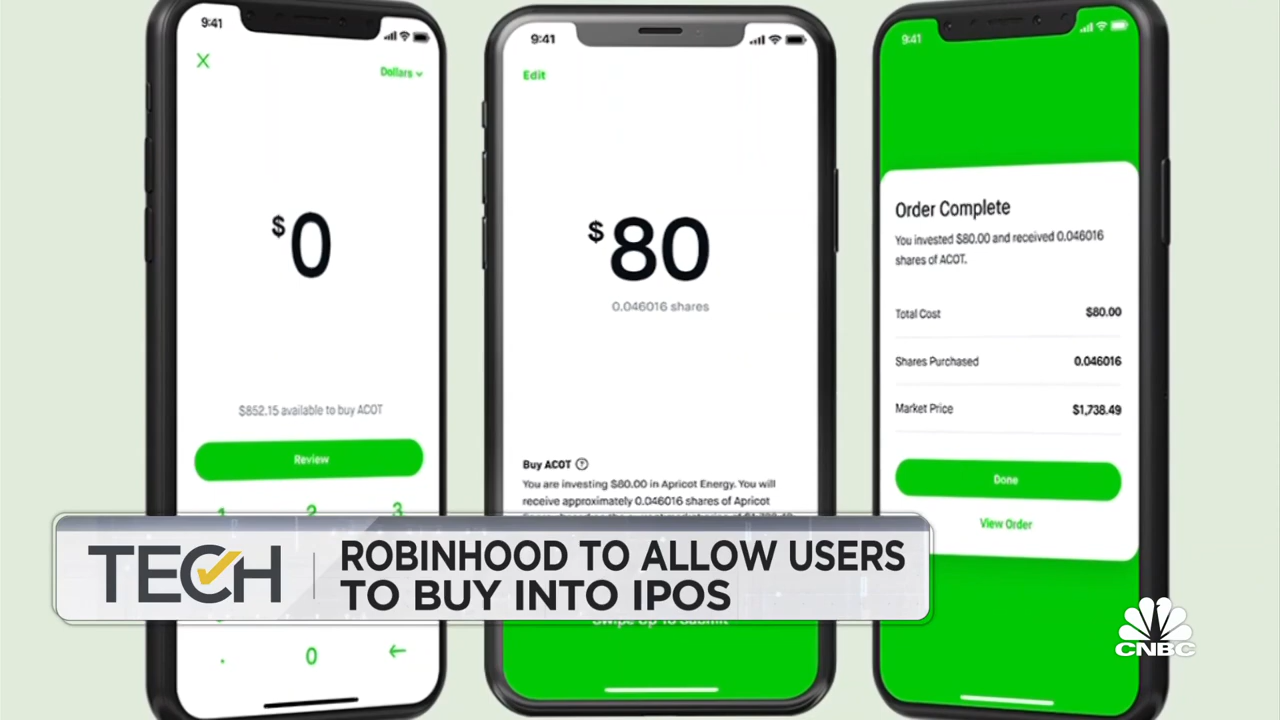 9:41
Dollars
$0
$852.15 available to buy ACOT
Review
1 2 3
. 0
9:41
Edit
$80
0.046016 shares
Buy ACOT ?
You are investing $80.00 in Apricot Energy. You will
receive approximately 0.046016 shares of Apricot
Swipe Up To Submit
9:41
Order Complete
You invested $80.00 and received 0.046016
shares of ACOT.
Total Cost $80.00
Shares Purchased 0.046016
Market Price $1,738.49
Done
View Order
TECH
ROBINHOOD TO ALLOW USERS
TO BUY INTO IPOS
CNBC